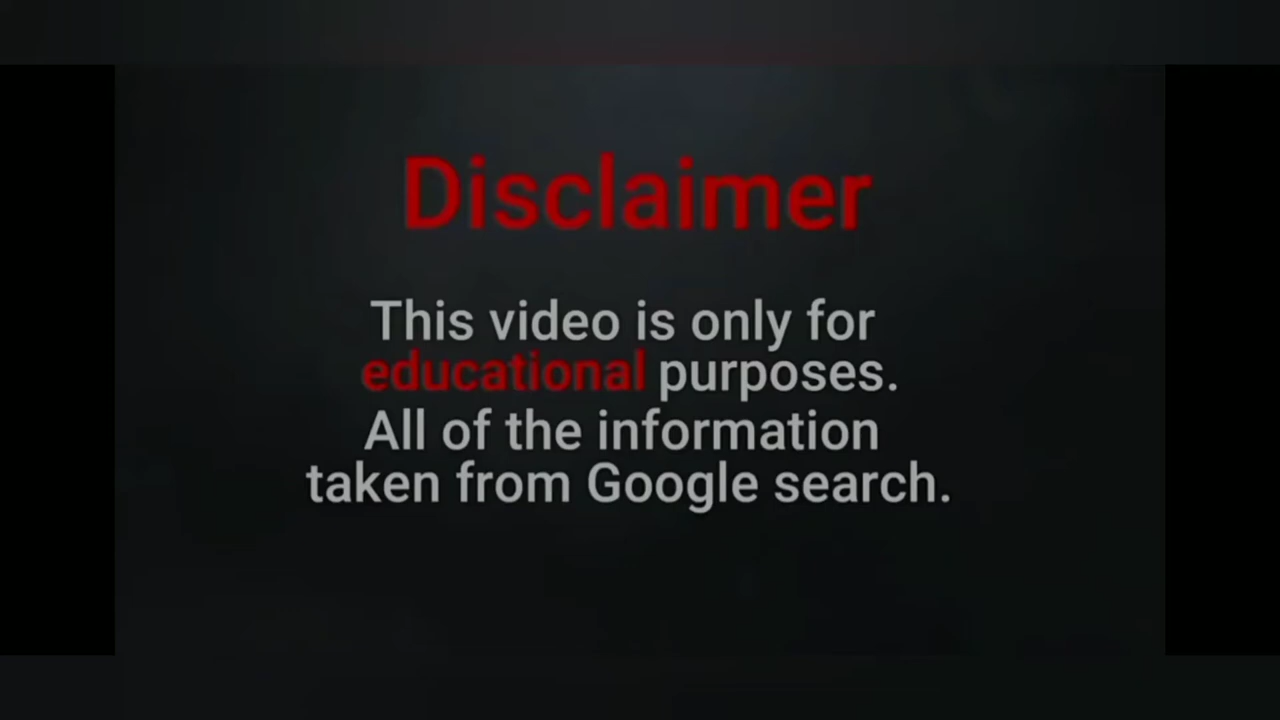 Disclaimer
This video is only for
educational purposes.
All of the information
taken from Google search.